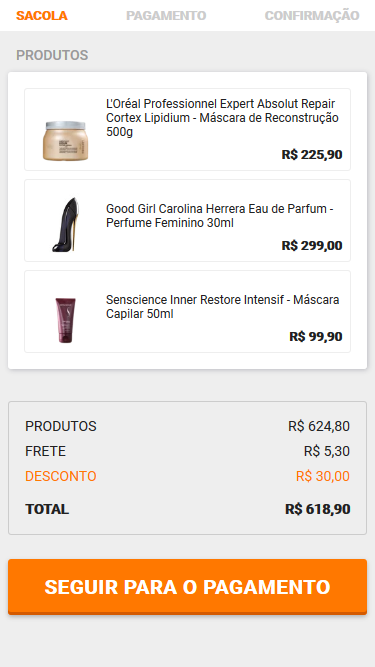 SACOLA PAGAMENTO CONFIRMAÇÃO
PRODUTOS
L'Oréal Professionnel Expert Absolut Repair
Cortex Lipidium - Máscara de Reconstrução
500g
R$ 225,90
Good Girl Carolina Herrera Eau de Parfum -
Perfume Feminino 30ml
R$ 299,00
Senscience Inner Restore Intensif - Máscara
Capilar 50ml
R$ 99,90
PRODUTOS R$ 624,80
FRETE R$ 5,30
DESCONTO R$ 30,00
TOTAL R$ 618,90
SEGUIR PARA O PAGAMENTO